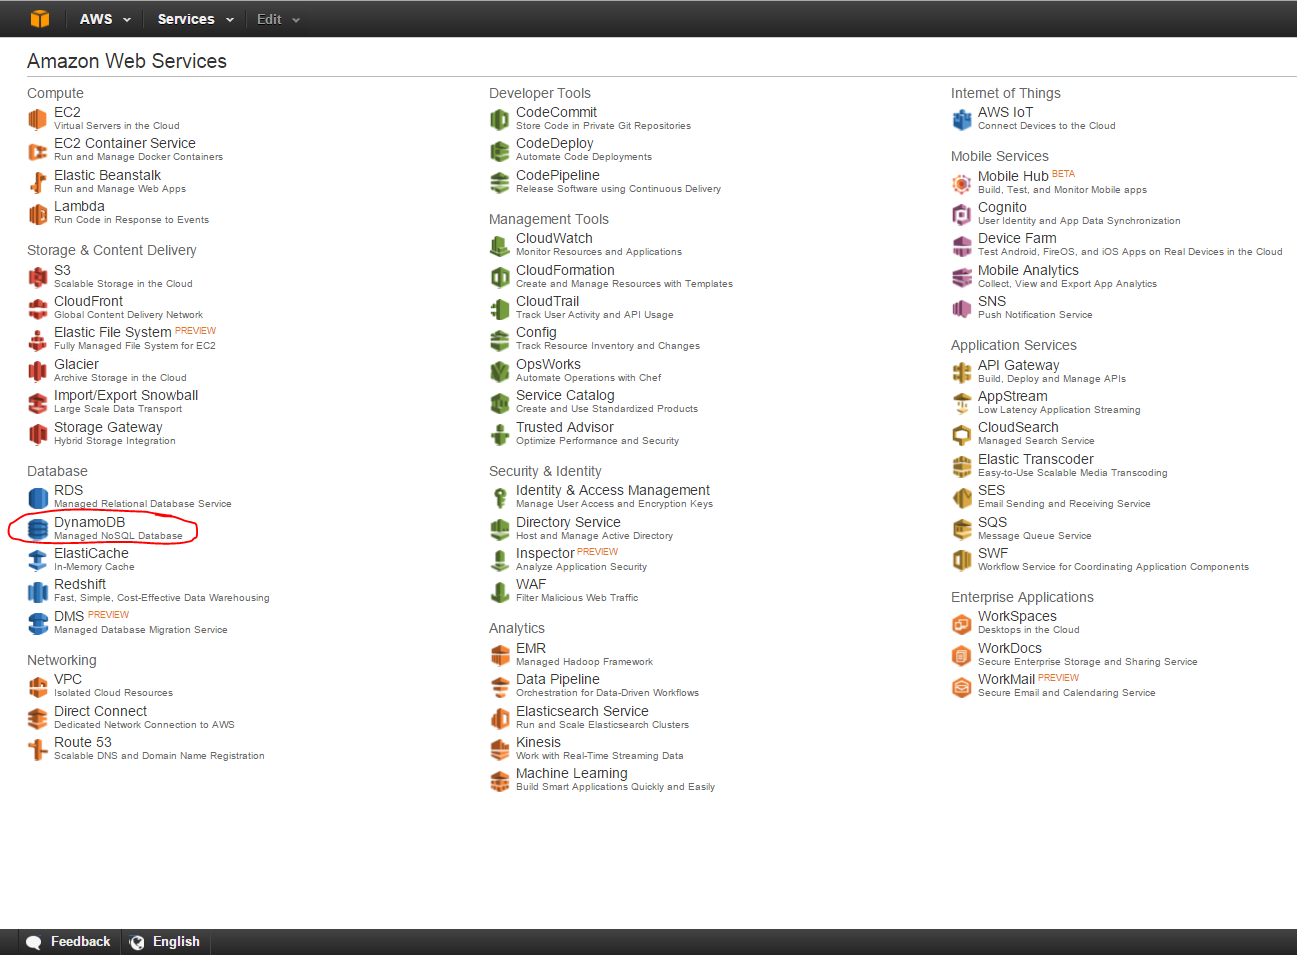 AWS Services Edit
Amazon Web Services
Compute
EC2
Virtual Servers in the Cloud
EC2 Container Service
Run and Manage Docker Containers
Elastic Beanstalk
Run and Manage Web Apps
Lambda
Run Code in Response to Events
Storage & Content Delivery
S3
Scalable Storage in the Cloud
CloudFront
Global Content Delivery Network
Elastic File System PREVIEW
Fully Managed File System for EC2
Glacier
Archive Storage in the Cloud
Import/Export Snowball
Large Scale Data Transport
Storage Gateway
Hybrid Storage Integration
Database
RDS
Managed Relational Database Service
DynamoDB
Managed NoSQL Database
ElastiCache
In-Memory Cache
Redshift
Fast, Simple, Cost-Effective Data Warehousing
DMS PREVIEW
Managed Database Migration Service
Networking
VPC
Isolated Cloud Resources
Direct Connect
Dedicated Network Connection to AWS
Route 53
Scalable DNS and Domain Name Registration
Developer Tools
CodeCommit
Store Code in Private Git Repositories
CodeDeploy
Automate Code Deployments
CodePipeline
Release Software using Continuous Delivery
Management Tools
CloudWatch
Monitor Resources and Applications
CloudFormation
Create and Manage Resources with Templates
CloudTrail
Track User Activity and API Usage
Config
Track Resource Inventory and Changes
OpsWorks
Automate Operations with Chef
Service Catalog
Create and Use Standardized Products
Trusted Advisor
Optimize Performance and Security
Security & Identity
Identity & Access Management
Manage User Access and Encryption Keys
Directory Service
Host and Manage Active Directory
Inspector PREVIEW
Analyze Application Security
WAF
Filter Malicious Web Traffic
Analytics
EMR
Managed Hadoop Framework
Data Pipeline
Orchestration for Data-Driven Workflows
Elasticsearch Service
Run and Scale Elasticsearch Clusters
Kinesis
Work with Real-Time Streaming Data
Machine Learning
Build Smart Applications Quickly and Easily
Internet of Things
AWS IoT
Connect Devices to the Cloud
Mobile Services
Mobile Hub BETA
Build, Test, and Monitor Mobile apps
Cognito
User Identity and App Data Synchronization
Device Farm
Test Android, FireOS, and iOS Apps on Real Devices in the Cloud
Mobile Analytics
Collect, View and Export App Analytics
SNS
Push Notification Service
Application Services
API Gateway
Build, Deploy and Manage APIs
AppStream
Low Latency Application Streaming
CloudSearch
Managed Search Service
Elastic Transcoder
Easy-to-Use Scalable Media Transcoding
SES
Email Sending and Receiving Service
SQS
Message Queue Service
SWF
Workflow Service for Coordinating Application Components
Enterprise Applications
WorkSpaces
Desktops in the Cloud
WorkDocs
Secure Enterprise Storage and Sharing Service
WorkMail PREVIEW
Secure Email and Calendaring Service
Feedback English